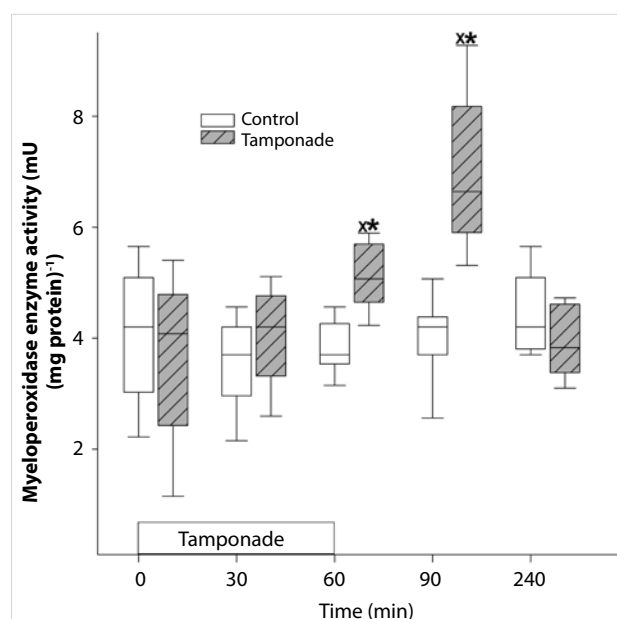 Myeloperoxidase enzyme activity (mU
(mg protein)⁻¹)
8
6
4
2
Control
Tamponade
x*
x*
Tamponade
0 30 60 90 240
Time (min)